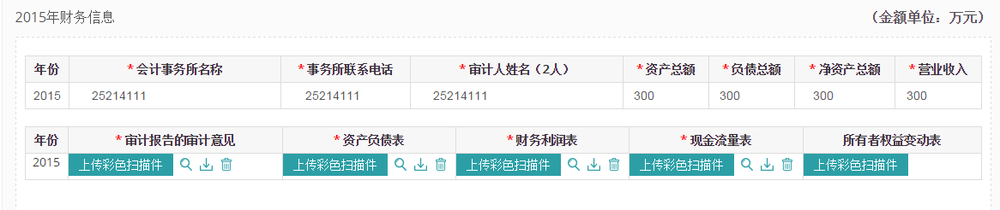 2015年财务信息 （金额单位：万元）
年份 *会计事务所名称 *事务所联系电话 *审计人姓名（2人） *资产总额 *负债总额 *净资产总额 *营业收入
2015 25214111 25214111 25214111 300 300 300 300
年份 *审计报告的审计意见 *资产负债表 *财务利润表 *现金流量表 所有者权益变动表
2015 上传彩色扫描件 上传彩色扫描件 上传彩色扫描件 上传彩色扫描件 上传彩色扫描件